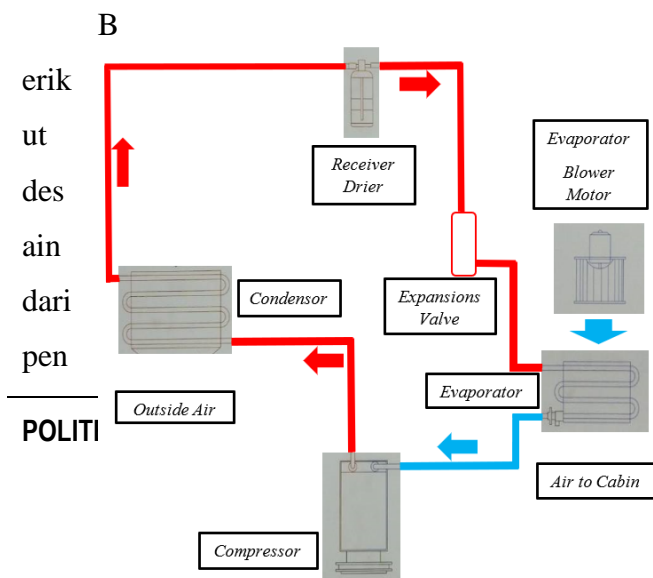 B
erik
ut
des
ain
dari
pen
POLITI
Receiver
Drier
Evaporator
Blower
Motor
Condensor
Expansions
Valve
Outside Air
Evaporator
Air to Cabin
Compressor